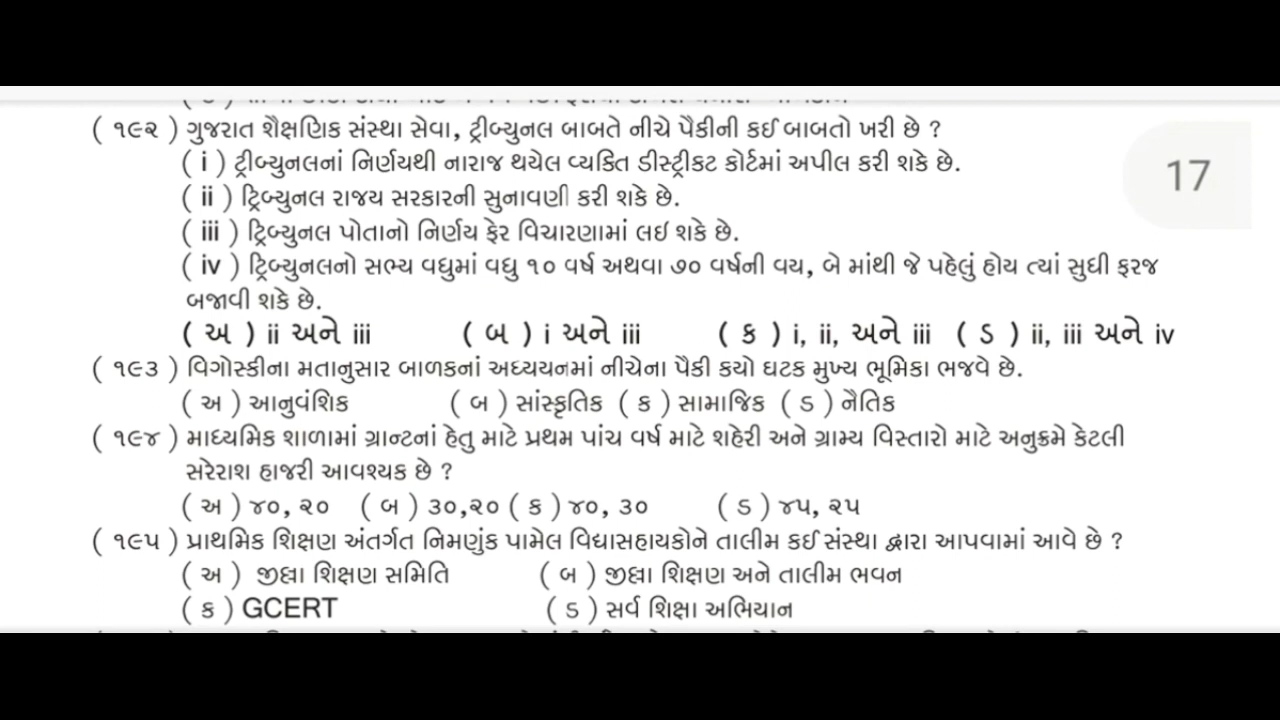 ( ૧૯૨ ) ગુજરાત શૈક્ષણિક સંસ્થા સેવા, ટ્રીબ્યુનલ બાબતે નીચે પૈકીની કઈ બાબતો ખરી છે ?
( i ) ટ્રીબ્યુનલનાં નિર્ણયથી નારાજ થયેલ વ્યક્તિ ડીસ્ટ્રીકટ કોર્ટમાં અપીલ કરી શકે છે.
17
( ii ) ટ્રિબ્યુનલ રાજય સરકારની સુનાવણી કરી શકે છે.
( iii ) ટ્રિબ્યુનલ પોતાનો નિર્ણય ફેર વિચારણામાં લઈ શકે છે.
( iv ) ટ્રિબ્યુનલનો સભ્ય વધુમાં વધુ ૧૦ વર્ષ અથવા ૭૦ વર્ષની વય, બે માંથી જે પહેલું હોય ત્યાં સુધી ફરજ
બજાવી શકે છે.
( અ ) ii અને iii ( બ ) i અને iii ( ક ) i, ii, અને iii ( ડ ) ii, iii અને iv
( ૧૯૩ ) વિગોસ્કીના મતાનુસાર બાળકનાં અધ્યયનમાં નીચેના પૈકી કયો ઘટક મુખ્ય ભૂમિકા ભજવે છે.
( અ ) આનુવંશિક ( બ ) સાંસ્કૃતિક ( ક ) સામાજિક ( ડ ) નૈતિક
( ૧૯૪ ) માધ્યમિક શાળામાં ગ્રાન્ટનાં હેતુ માટે પ્રથમ પાંચ વર્ષ માટે શહેરી અને ગ્રામ્ય વિસ્તારો માટે અનુક્રમે કેટલી
સરેરાશ હાજરી આવશ્યક છે ?
( અ ) ૪૦, ૨૦ ( બ ) ૩૦,૨૦ ( ક ) ૪૦, ૩૦ ( ડ ) ૪૫, ૨૫
( ૧૯૫ ) પ્રાથમિક શિક્ષણ અંતર્ગત નિમણુંક પામેલ વિદ્યાસહાયકોને તાલીમ કઈ સંસ્થા દ્વારા આપવામાં આવે છે ?
( અ ) જીલ્લા શિક્ષણ સમિતિ ( બ ) જીલ્લા શિક્ષણ અને તાલીમ ભવન
( ક ) GCERT ( ડ ) સર્વ શિક્ષા અભિયાન